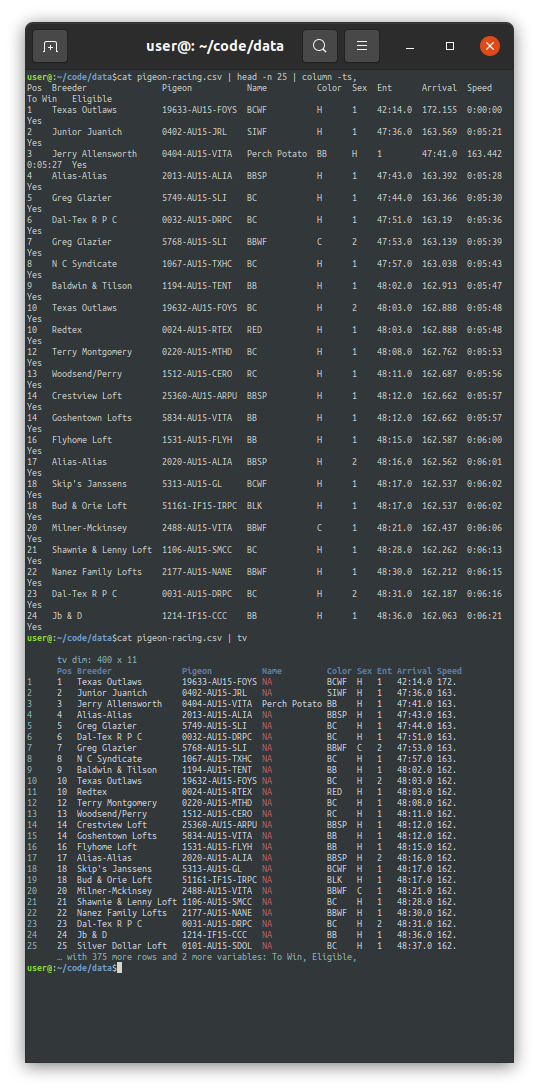 user@: ~/code/data
user@:~/code/data$cat pigeon-racing.csv | head -n 25 | column -ts,
Pos  Breeder               Pigeon           Name          Color  Sex  Ent      Arrival  Speed
To Win   Eligible
1    Texas Outlaws         19633-AU15-FOYS  BCWF          H      1    42:14.0  172.155  0:00:00
Yes
2    Junior Juanich        0402-AU15-JRL    SIWF          H      1    47:36.0  163.569  0:05:21
Yes
3    Jerry Allensworth     0404-AU15-VITA   Perch Potato  BB     H    1        47:41.0  163.442
0:05:27  Yes
4    Alias-Alias           2013-AU15-ALIA   BBSP          H      1    47:43.0  163.392  0:05:28
Yes
5    Greg Glazier          5749-AU15-SLI    BC            H      1    47:44.0  163.366  0:05:30
Yes
6    Dal-Tex R P C         0032-AU15-DRPC   BC            H      1    47:51.0  163.19   0:05:36
Yes
7    Greg Glazier          5768-AU15-SLI    BBWF          C      2    47:53.0  163.139  0:05:39
Yes
8    N C Syndicate         1067-AU15-TXHC   BC            H      1    47:57.0  163.038  0:05:43
Yes
9    Baldwin & Tilson      1194-AU15-TENT   BB            H      1    48:02.0  162.913  0:05:47
Yes
10   Texas Outlaws         19632-AU15-FOYS  BC            H      2    48:03.0  162.888  0:05:48
Yes
10   Redtex                0024-AU15-RTEX   RED           H      1    48:03.0  162.888  0:05:48
Yes
12   Terry Montgomery      0220-AU15-MTHD   BC            H      1    48:08.0  162.762  0:05:53
Yes
13   Woodsend/Perry        1512-AU15-CERO   RC            H      1    48:11.0  162.687  0:05:56
Yes
14   Crestview Loft        25360-AU15-ARPU  BBSP          H      1    48:12.0  162.662  0:05:57
Yes
14   Goshentown Lofts      5834-AU15-VITA   BB            H      1    48:12.0  162.662  0:05:57
Yes
16   Flyhome Loft          1531-AU15-FLYH   BB            H      1    48:15.0  162.587  0:06:00
Yes
17   Alias-Alias           2020-AU15-ALIA   BBSP          H      2    48:16.0  162.562  0:06:01
Yes
18   Skip's Janssens       5313-AU15-GL     BCWF          H      1    48:17.0  162.537  0:06:02
Yes
18   Bud & Orie Loft       51161-IF15-IRPC  BLK           H      1    48:17.0  162.537  0:06:02
Yes
20   Milner-Mckinsey       2488-AU15-VITA   BBWF          C      1    48:21.0  162.437  0:06:06
Yes
21   Shawnie & Lenny Loft  1106-AU15-SMCC   BC            H      1    48:28.0  162.262  0:06:13
Yes
22   Nanez Family Lofts    2177-AU15-NANE   BBWF          H      1    48:30.0  162.212  0:06:15
Yes
23   Dal-Tex R P C         0031-AU15-DRPC   BC            H      2    48:31.0  162.187  0:06:16
Yes
24   Jb & D                1214-IF15-CCC    BB            H      1    48:36.0  162.063  0:06:21
Yes
user@:~/code/data$cat pigeon-racing.csv | tv
tv dim: 400 x 11
Pos Breeder              Pigeon          Name         Color Sex Ent Arrival Speed
1     1   Texas Outlaws        19633-AU15-FOYS NA           BCWF  H   1   42:14.0 172.
2     2   Junior Juanich       0402-AU15-JRL   NA           SIWF  H   1   47:36.0 163.
3     3   Jerry Allensworth    0404-AU15-VITA  Perch Potato BB    H   1   47:41.0 163.
4     4   Alias-Alias          2013-AU15-ALIA  NA           BBSP  H   1   47:43.0 163.
5     5   Greg Glazier         5749-AU15-SLI   NA           BC    H   1   47:44.0 163.
6     6   Dal-Tex R P C        0032-AU15-DRPC  NA           BC    H   1   47:51.0 163.
7     7   Greg Glazier         5768-AU15-SLI   NA           BBWF  C   2   47:53.0 163.
8     8   N C Syndicate        1067-AU15-TXHC  NA           BC    H   1   47:57.0 163.
9     9   Baldwin & Tilson     1194-AU15-TENT  NA           BB    H   1   48:02.0 162.
10    10  Texas Outlaws        19632-AU15-FOYS NA           BC    H   2   48:03.0 162.
11    10  Redtex               0024-AU15-RTEX  NA           RED   H   1   48:03.0 162.
12    12  Terry Montgomery     0220-AU15-MTHD  NA           BC    H   1   48:08.0 162.
13    13  Woodsend/Perry       1512-AU15-CERO  NA           RC    H   1   48:11.0 162.
14    14  Crestview Loft       25360-AU15-ARPU NA           BBSP  H   1   48:12.0 162.
15    14  Goshentown Lofts     5834-AU15-VITA  NA           BB    H   1   48:12.0 162.
16    16  Flyhome Loft         1531-AU15-FLYH  NA           BB    H   1   48:15.0 162.
17    17  Alias-Alias          2020-AU15-ALIA  NA           BBSP  H   2   48:16.0 162.
18    18  Skip's Janssens      5313-AU15-GL    NA           BCWF  H   1   48:17.0 162.
19    18  Bud & Orie Loft      51161-IF15-IRPC NA           BLK   H   1   48:17.0 162.
20    20  Milner-Mckinsey      2488-AU15-VITA  NA           BBWF  C   1   48:21.0 162.
21    21  Shawnie & Lenny Loft 1106-AU15-SMCC  NA           BC    H   1   48:28.0 162.
22    22  Nanez Family Lofts   2177-AU15-NANE  NA           BBWF  H   1   48:30.0 162.
23    23  Dal-Tex R P C        0031-AU15-DRPC  NA           BC    H   2   48:31.0 162.
24    24  Jb & D               1214-IF15-CCC   NA           BB    H   1   48:36.0 162.
25    25  Silver Dollar Loft   0101-AU15-SDOL  NA           BC    H   1   48:37.0 162.
… with 375 more rows and 2 more variables: To Win, Eligible,
user@:~/code/data$